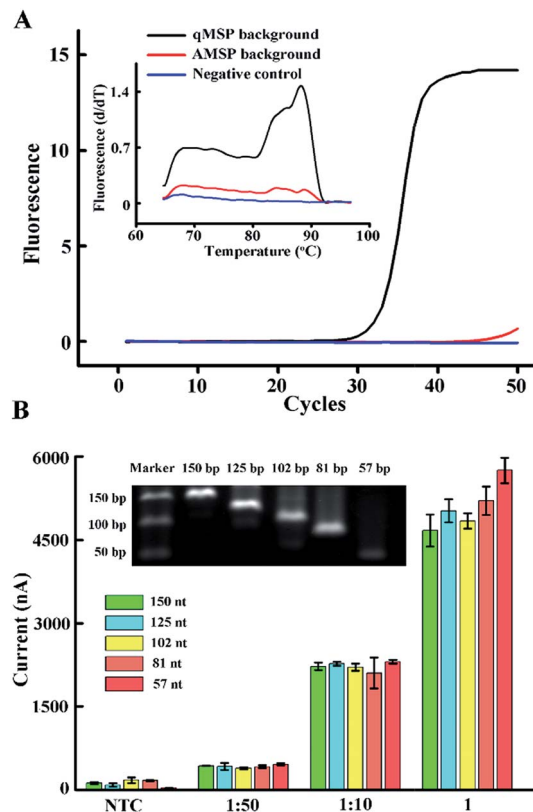 A
15
10
5
0
Fluorescence
0 10 20 30 40 50
Cycles
qMSP background
AMSP background
Negative control
1.4
0.7
0
Fluorescence (d/dT)
60 70 80 90 100
Temperature (°C)
B
6000
4500
3000
1500
0
Current (nA)
Marker 150 bp 125 bp 102 bp 81 bp 57 bp
150 bp
100 bp
50 bp
150 nt
125 nt
102 nt
81 nt
57 nt
NTC 1:50 1:10 1